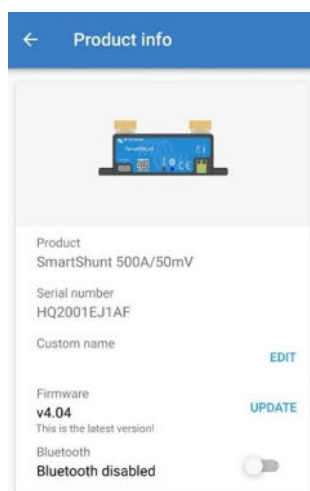 Product info
Product
SmartShunt 500A/50mV
Serial number
HQ2001EJ1AF
Custom name
EDIT
Firmware
v4.04
UPDATE
This is the latest version!
Bluetooth
Bluetooth disabled